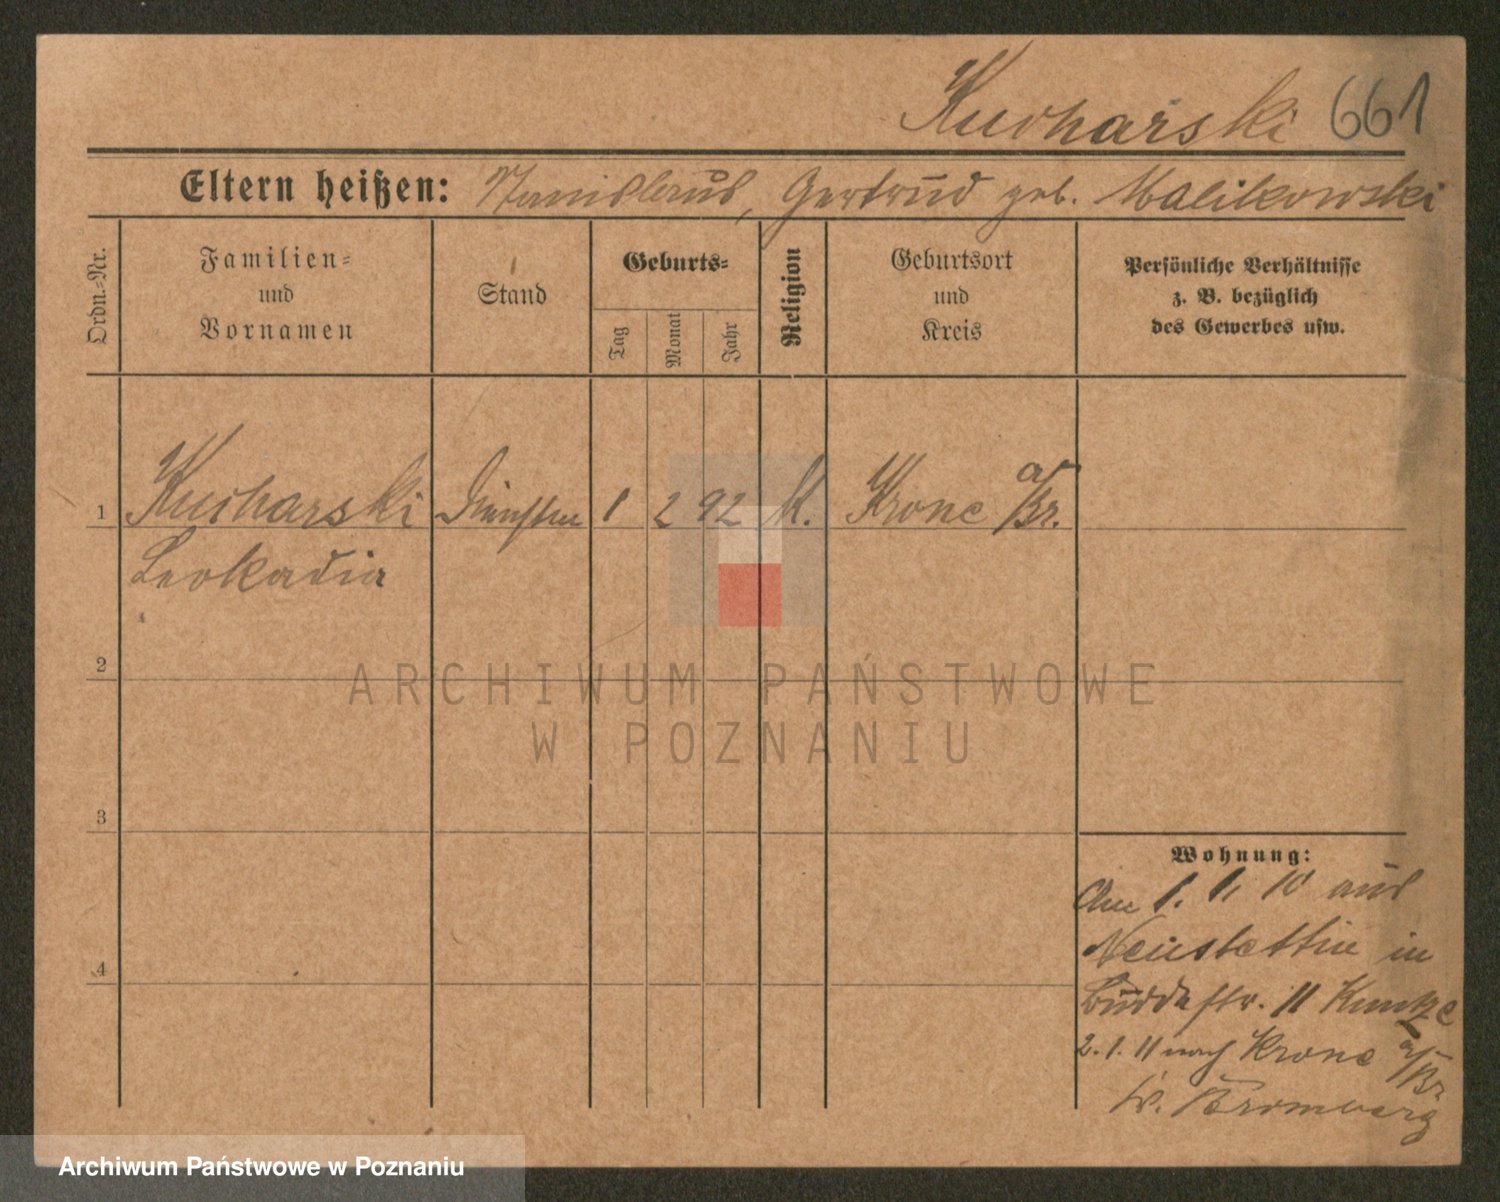 Kucharski 661
Eltern heißen: Stanislaus, Gertrud geb. Malikowski
Ordn.-Nr.
Familien-
und
Vornamen
Stand
Geburts-
Tag
Monat
Jahr
Religion
Geburtsort
und
Kreis
Persönliche Verhältnisse
z. B. bezüglich
des Gewerbes usw.
1 Kucharski 1 2 92 K. Krone a/Br.
Leokadia
2
3
4
Wohnung:
Am 1. 1. 10 aus
Neustettin in
Buddestr. 11 Kuntze
2. 1. 11 nach Krone a/Br.
Kr. Bromberg
ARCHIWUM PAŃSTWOWE
W POZNANIU
Archiwum Państwowe w Poznaniu